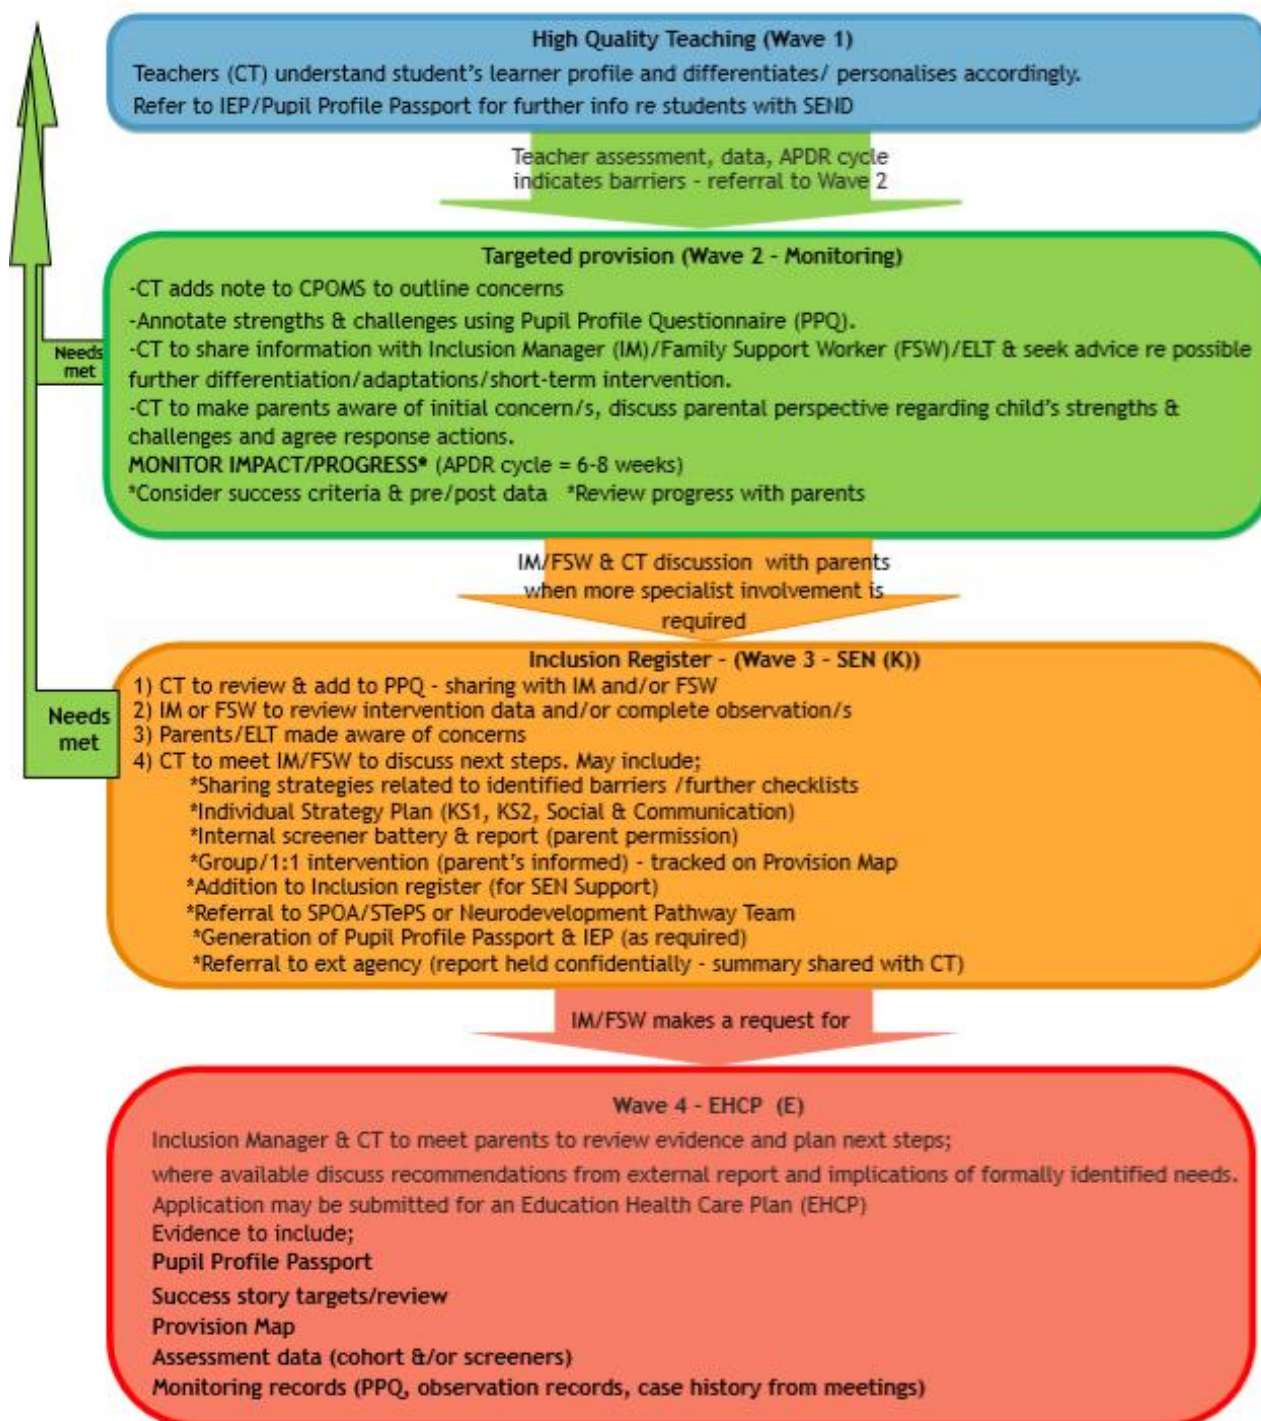 High Quality Teaching (Wave 1)
Teachers (CT) understand student's learner profile and differentiates/ personalises accordingly.
Refer to IEP/Pupil Profile Passport for further info re students with SEND
Teacher assessment, data, APDR cycle
indicates barriers - referral to Wave 2
Targeted provision (Wave 2 - Monitoring)
-CT adds note to CPOMS to outline concerns
-Annotate strengths & challenges using Pupil Profile Questionnaire (PPQ).
-CT to share information with Inclusion Manager (IM)/Family Support Worker (FSW)/ELT & seek advice re possible
further differentiation/adaptations/short-term intervention.
-CT to make parents aware of initial concern/s, discuss parental perspective regarding child's strengths &
challenges and agree response actions.
MONITOR IMPACT/PROGRESS* (APDR cycle = 6-8 weeks)
*Consider success criteria & pre/post data *Review progress with parents
Needs
met
IM/FSW & CT discussion with parents
when more specialist involvement is
required
Inclusion Register - (Wave 3 - SEN (K))
1) CT to review & add to PPQ - sharing with IM and/or FSW
2) IM or FSW to review intervention data and/or complete observation/s
3) Parents/ELT made aware of concerns
4) CT to meet IM/FSW to discuss next steps. May include;
*Sharing strategies related to identified barriers /further checklists
*Individual Strategy Plan (KS1, KS2, Social & Communication)
*Internal screener battery & report (parent permission)
*Group/1:1 intervention (parent's informed) - tracked on Provision Map
*Addition to Inclusion register (for SEN Support)
*Referral to SPOA/STePS or Neurodevelopment Pathway Team
*Generation of Pupil Profile Passport & IEP (as required)
*Referral to ext agency (report held confidentially - summary shared with CT)
Needs
met
IM/FSW makes a request for
Wave 4 - EHCP (E)
Inclusion Manager & CT to meet parents to review evidence and plan next steps;
where available discuss recommendations from external report and implications of formally identified needs.
Application may be submitted for an Education Health Care Plan (EHCP)
Evidence to include;
Pupil Profile Passport
Success story targets/review
Provision Map
Assessment data (cohort &/or screeners)
Monitoring records (PPQ, observation records, case history from meetings)